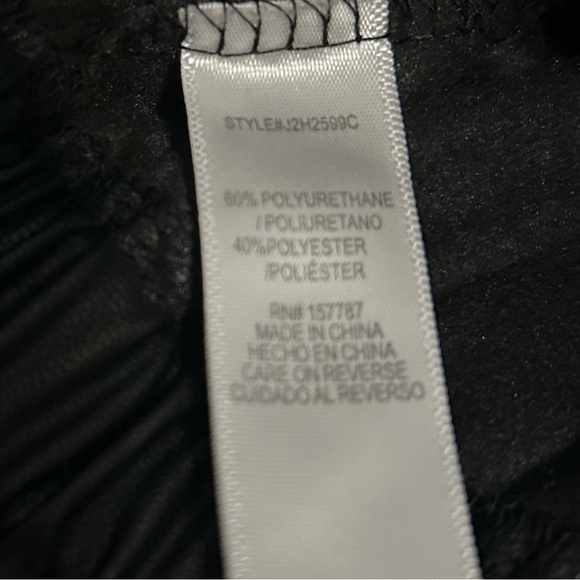 STYLE#J2H2599C
60% POLYURETHANE
/POLIURETANO
40%POLYESTER
/POLIÉSTER
RN# 157787
MADE IN CHINA
HECHO EN CHINA
CARE ON REVERSE
CUIDADO AL REVERSO